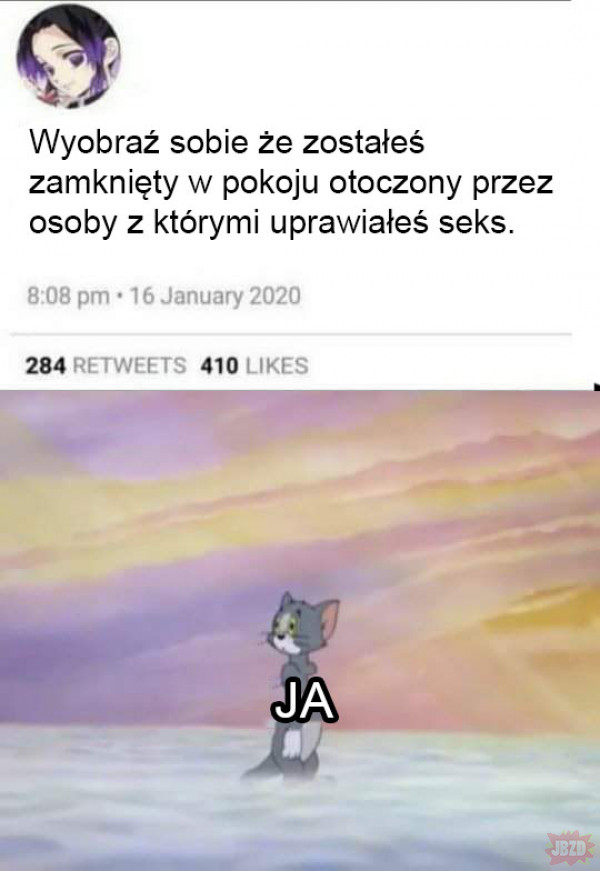 Wyobraź sobie że zostałeś
zamknięty w pokoju otoczony przez
osoby z którymi uprawiałeś seks.
8:08 pm • 16 January 2020
284 RETWEETS 410 LIKES
JA
JBZD